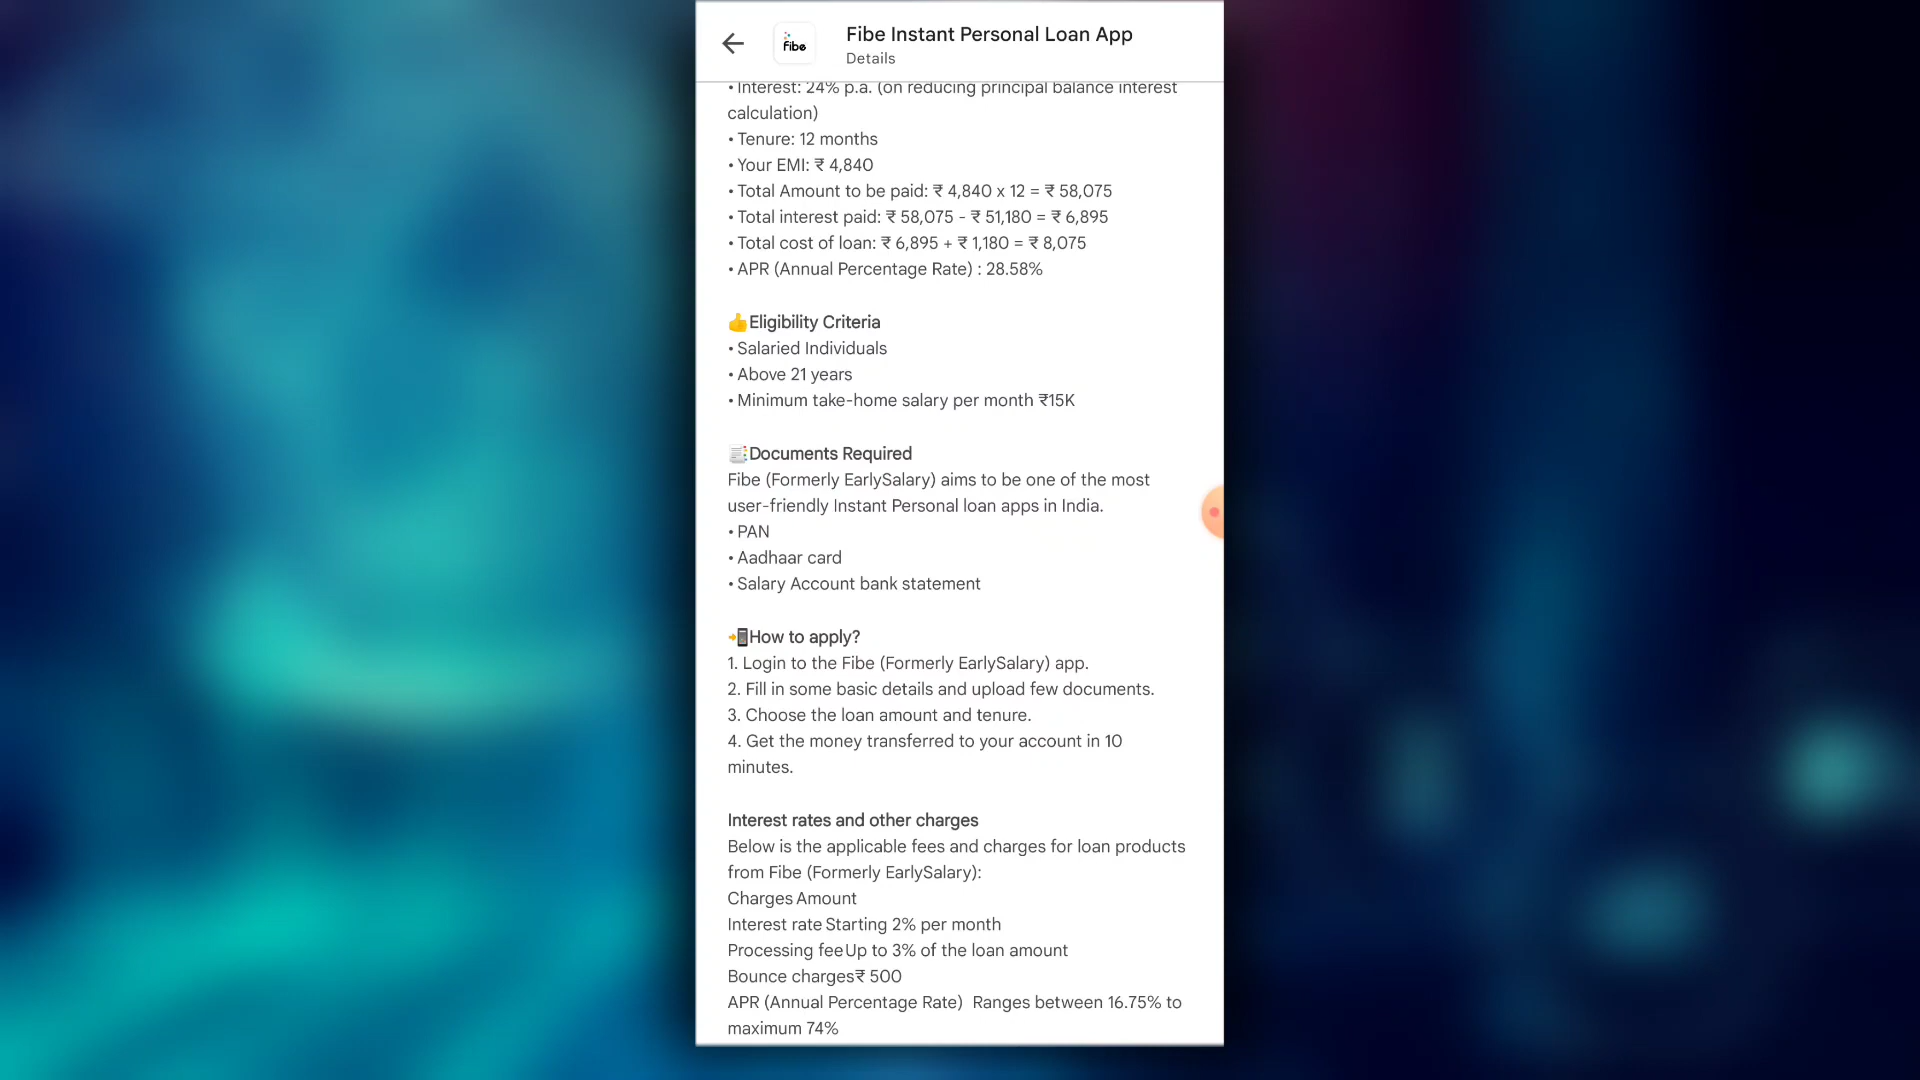 fibe
Fibe Instant Personal Loan App
Details
• Interest: 24% p.a. (on reducing principal balance interest
calculation)
• Tenure: 12 months
• Your EMI: ₹ 4,840
• Total Amount to be paid: ₹ 4,840 x 12 = ₹ 58,075
• Total interest paid: ₹ 58,075 - ₹ 51,180 = ₹ 6,895
• Total cost of loan: ₹ 6,895 + ₹ 1,180 = ₹ 8,075
• APR (Annual Percentage Rate) : 28.58%
👍Eligibility Criteria
• Salaried Individuals
• Above 21 years
• Minimum take-home salary per month ₹15K
📑Documents Required
Fibe (Formerly EarlySalary) aims to be one of the most
user-friendly Instant Personal loan apps in India.
• PAN
• Aadhaar card
• Salary Account bank statement
📲How to apply?
1. Login to the Fibe (Formerly EarlySalary) app.
2. Fill in some basic details and upload few documents.
3. Choose the loan amount and tenure.
4. Get the money transferred to your account in 10
minutes.
Interest rates and other charges
Below is the applicable fees and charges for loan products
from Fibe (Formerly EarlySalary):
Charges Amount
Interest rate Starting 2% per month
Processing fee Up to 3% of the loan amount
Bounce charges ₹ 500
APR (Annual Percentage Rate)  Ranges between 16.75% to
maximum 74%